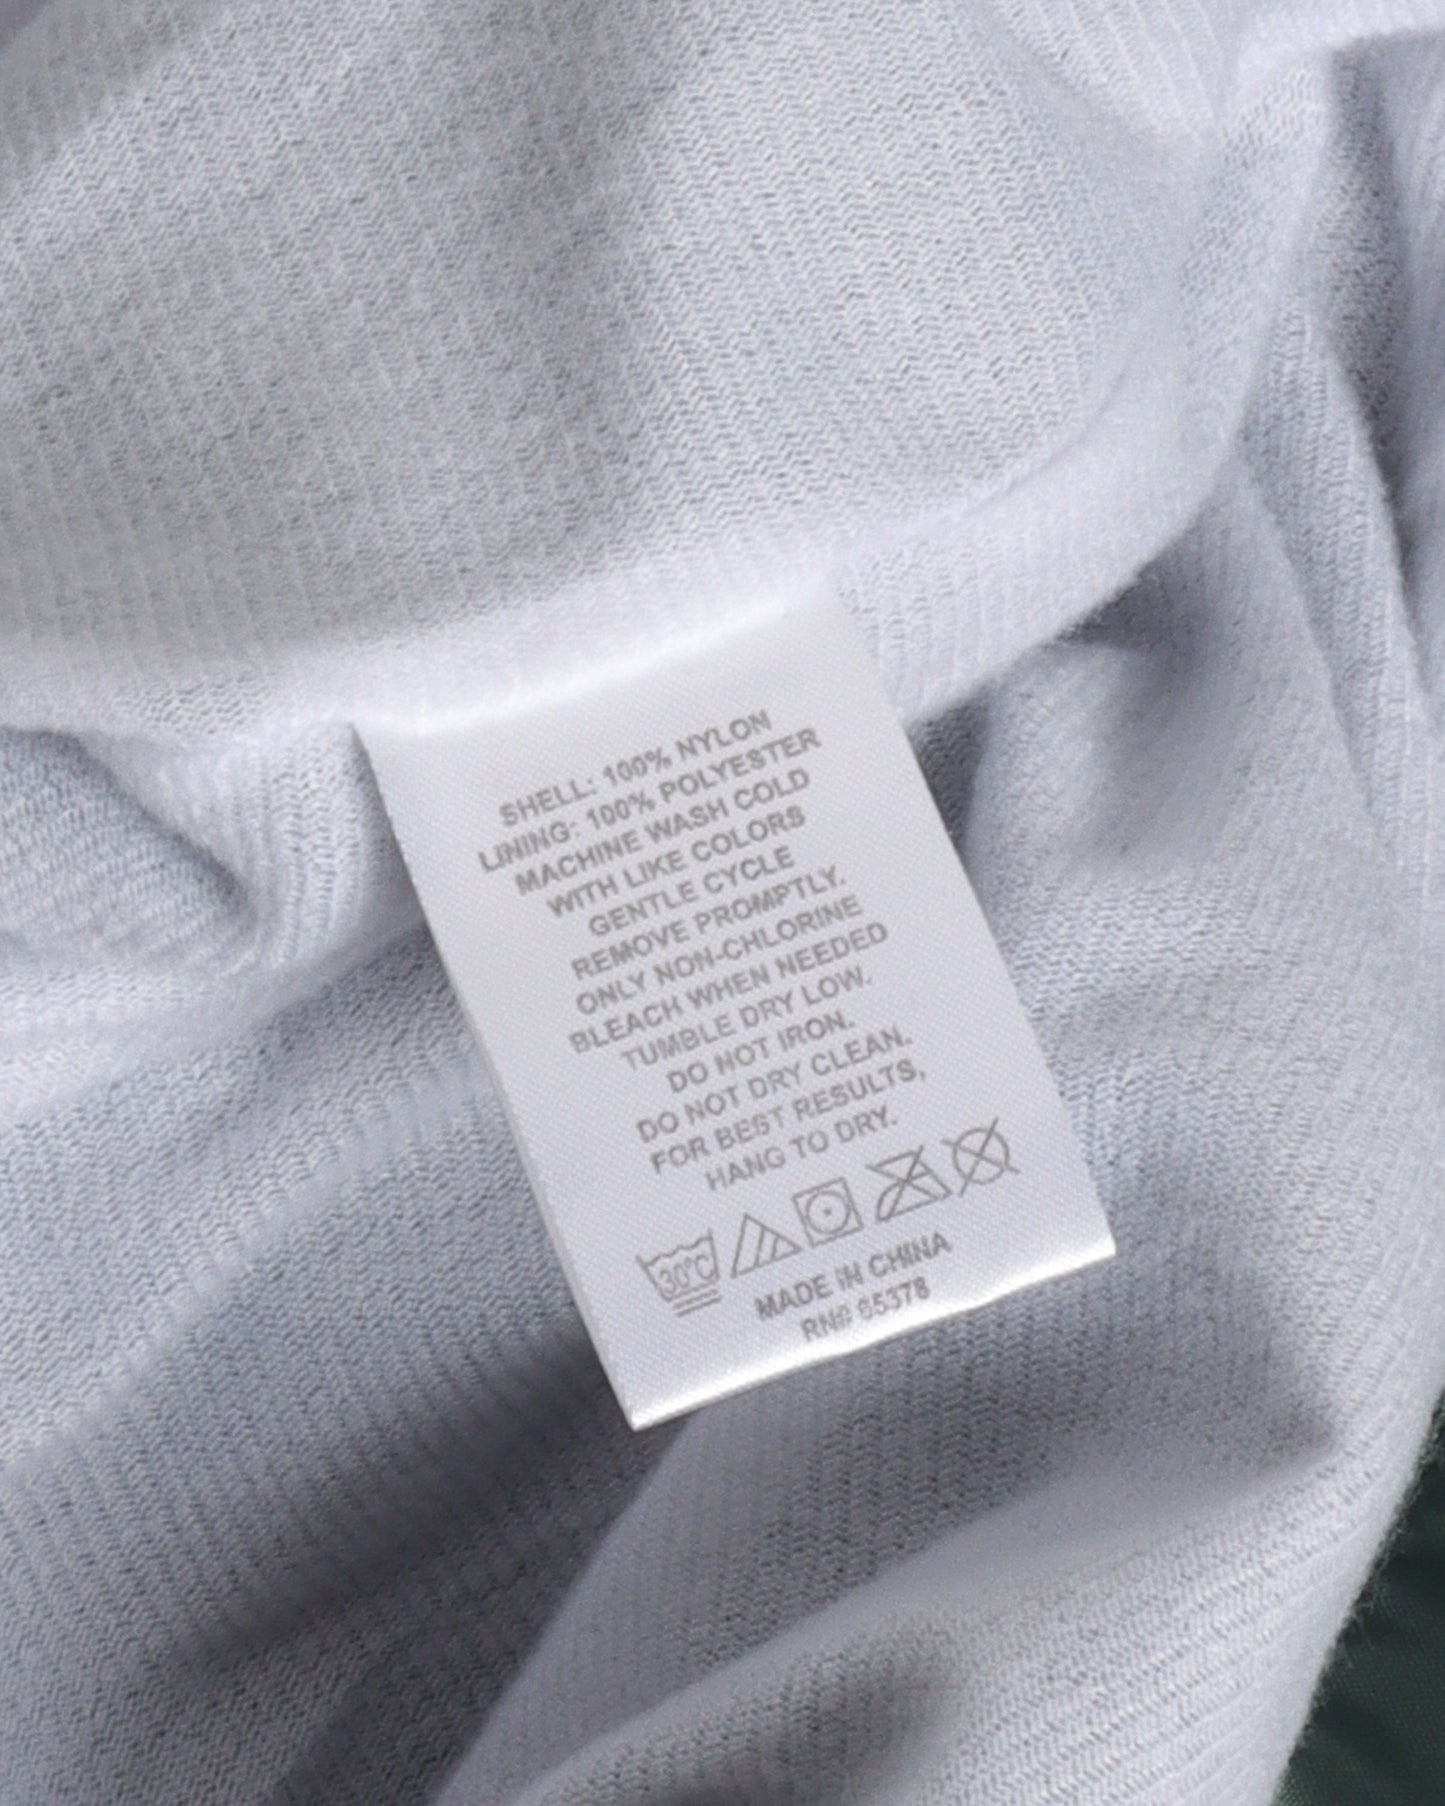 SHELL: 100% NYLON
LINING: 100% POLYESTER
MACHINE WASH COLD
WITH LIKE COLORS
GENTLE CYCLE
REMOVE PROMPTLY.
ONLY NON-CHLORINE
BLEACH WHEN NEEDED
TUMBLE DRY LOW.
DO NOT IRON.
DO NOT DRY CLEAN.
FOR BEST RESULTS,
HANG TO DRY.
30°C
MADE IN CHINA
RN# 65378